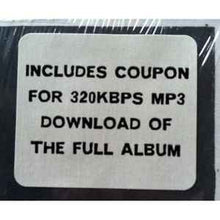 INCLUDES COUPON
FOR 320KBPS MP3
DOWNLOAD OF
THE FULL ALBUM